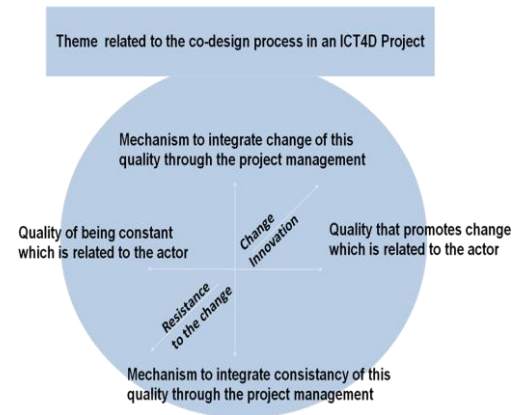 Theme related to the co-design process in an ICT4D Project
Mechanism to integrate change of this
quality through the project management
Quality of being constant
which is related to the actor
Change
Innovation
Quality that promotes change
which is related to the actor
Resistance
to the change
Mechanism to integrate consistancy of this
quality through the project management